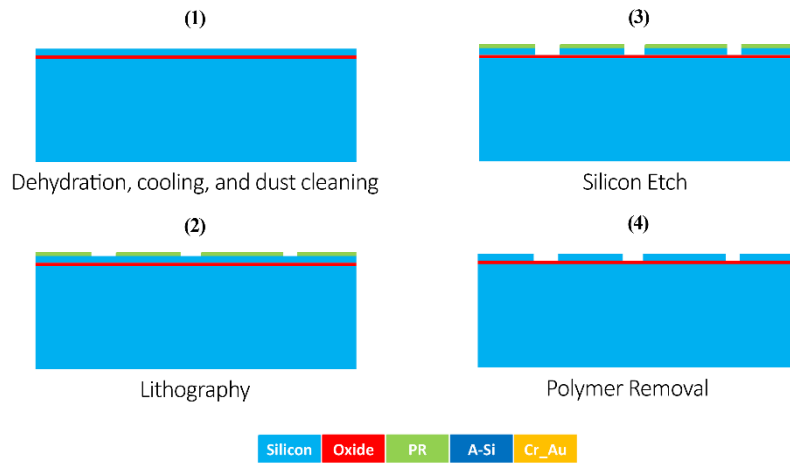 (1)
Dehydration, cooling, and dust cleaning
(2)
Lithography
(3)
Silicon Etch
(4)
Polymer Removal
Silicon Oxide PR A-Si Cr_Au